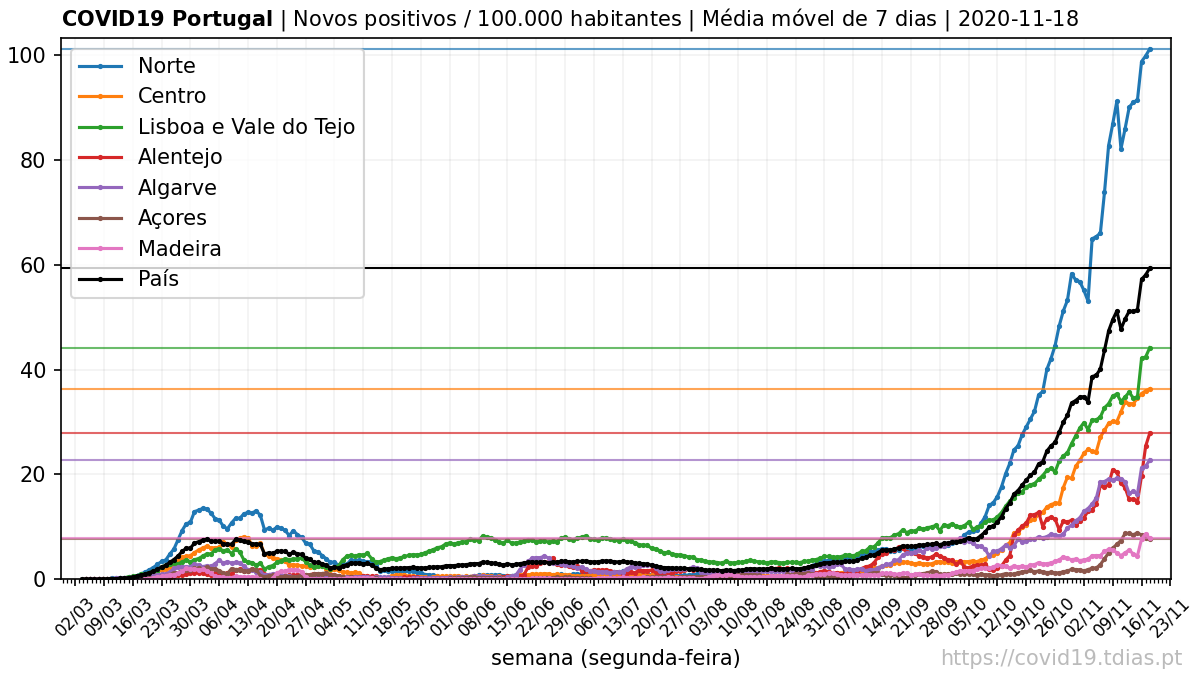 COVID19 Portugal | Novos positivos / 100.000 habitantes | Média móvel de 7 dias | 2020-11-18
100
80
60
40
20
0
Norte
Centro
Lisboa e Vale do Tejo
Alentejo
Algarve
Açores
Madeira
País
02/03 09/03 16/03 23/03 30/03 06/04 13/04 20/04 27/04 04/05 11/05 18/05 25/05 01/06 08/06 15/06 22/06 29/06 06/07 13/07 20/07 27/07 03/08 10/08 17/08 24/08 31/08 07/09 14/09 21/09 28/09 05/10 12/10 19/10 26/10 02/11 09/11 16/11 23/11
semana (segunda-feira)
https://covid19.tdias.pt